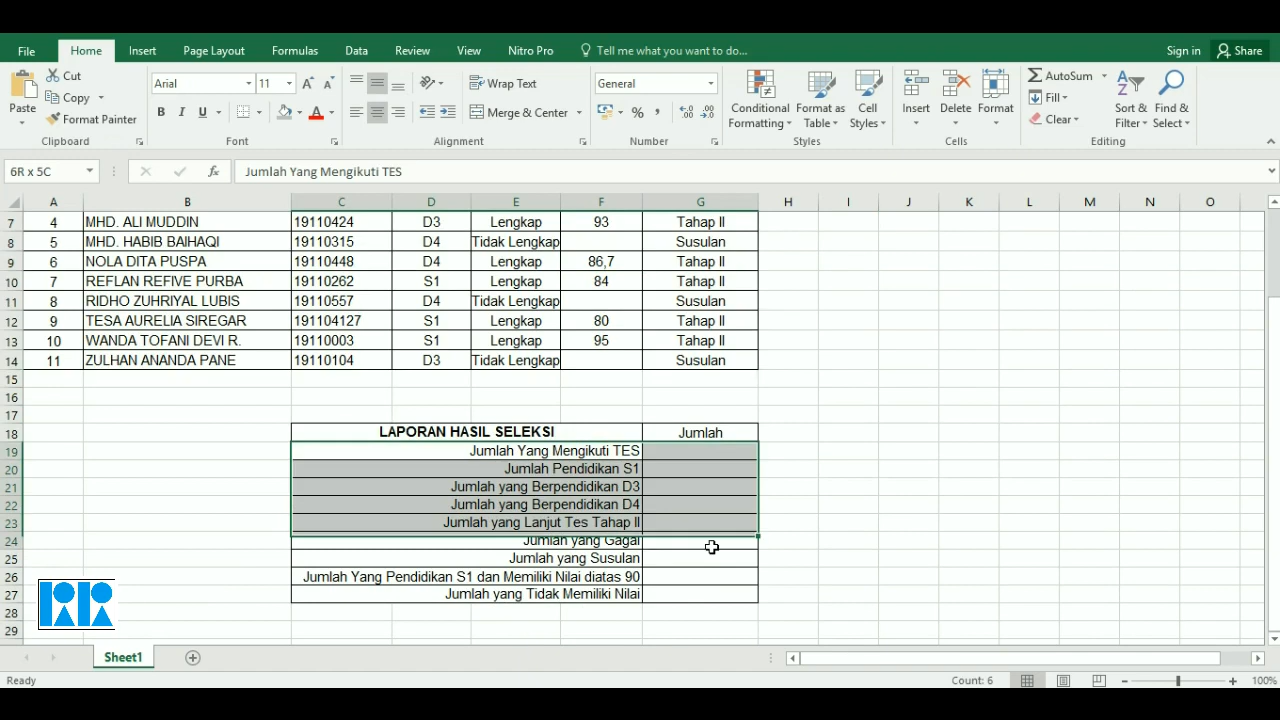 File Home Insert Page Layout Formulas Data Review View Nitro Pro Tell me what you want to do... Sign in Share
Paste Cut Copy Format Painter Clipboard
Arial 11 A A B I U A Font
Wrap Text Merge & Center Alignment
General % , Number
Conditional Formatting Format as Table Cell Styles Styles
Insert Delete Format Cells
AutoSum Fill Clear Sort & Filter Find & Select Editing
6R x 5C fx Jumlah Yang Mengikuti TES
A B C D E F G H I J K L M N O
7 4 MHD. ALI MUDDIN 19110424 D3 Lengkap 93 Tahap II
8 5 MHD. HABIB BAIHAQI 19110315 D4 Tidak Lengkap Susulan
9 6 NOLA DITA PUSPA 19110448 D4 Lengkap 86,7 Tahap II
10 7 REFLAN REFIVE PURBA 19110262 S1 Lengkap 84 Tahap II
11 8 RIDHO ZUHRIYAL LUBIS 19110557 D4 Tidak Lengkap Susulan
12 9 TESA AURELIA SIREGAR 191104127 S1 Lengkap 80 Tahap II
13 10 WANDA TOFANI DEVI R. 19110003 S1 Lengkap 95 Tahap II
14 11 ZULHAN ANANDA PANE 19110104 D3 Tidak Lengkap Susulan
15
16
17
18 LAPORAN HASIL SELEKSI Jumlah
19 Jumlah Yang Mengikuti TES
20 Jumlah Pendidikan S1
21 Jumlah yang Berpendidikan D3
22 Jumlah yang Berpendidikan D4
23 Jumlah yang Lanjut Tes Tahap II
24 Jumlah yang Gagal
25 Jumlah yang Susulan
26 Jumlah Yang Pendidikan S1 dan Memiliki Nilai diatas 90
27 Jumlah yang Tidak Memiliki Nilai
28
29
Sheet1
Ready Count: 6 100%